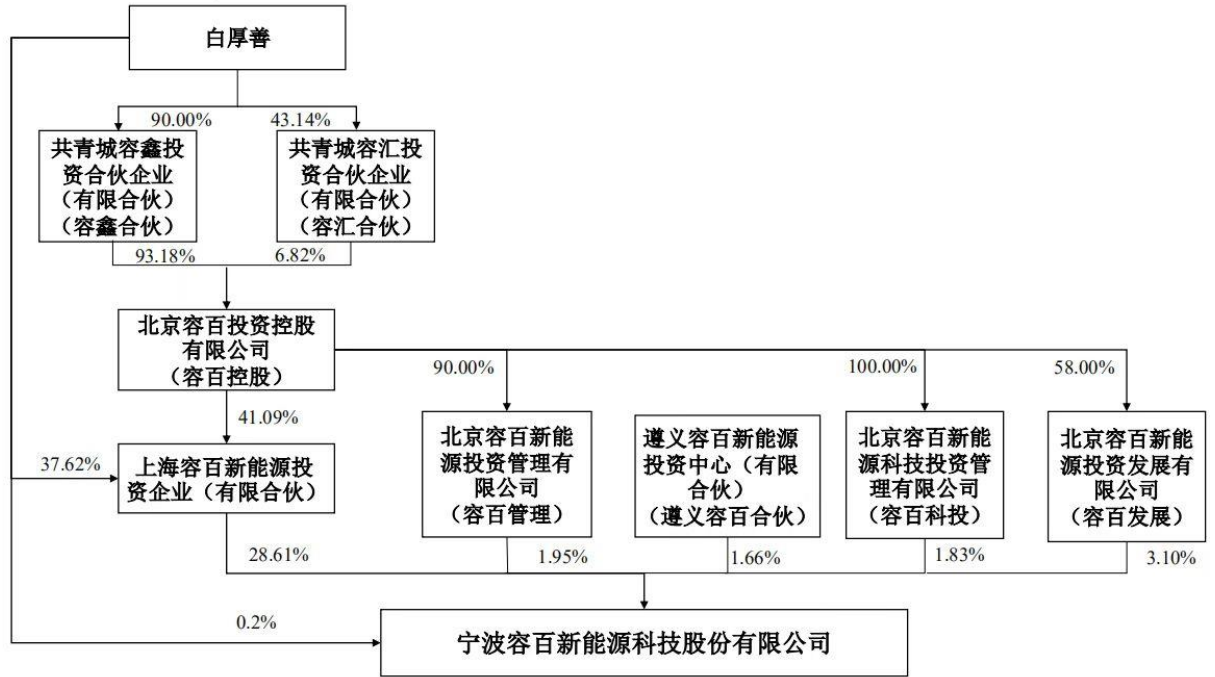 白厚善
90.00%
43.14%
共青城容鑫投
资合伙企业
（有限合伙）
（容鑫合伙）
共青城容汇投
资合伙企业
（有限合伙）
（容汇合伙）
93.18%
6.82%
北京容百投资控股
有限公司
（容百控股）
90.00%
100.00%
58.00%
41.09%
37.62%
上海容百新能源投
资企业（有限合伙）
北京容百新能
源投资管理有
限公司
（容百管理）
遵义容百新能源
投资中心（有限
合伙）
（遵义容百合伙）
北京容百新能
源科技投资管
理有限公司
（容百科投）
北京容百新能
源投资发展有
限公司
（容百发展）
28.61%
1.95%
1.66%
1.83%
3.10%
0.2%
宁波容百新能源科技股份有限公司